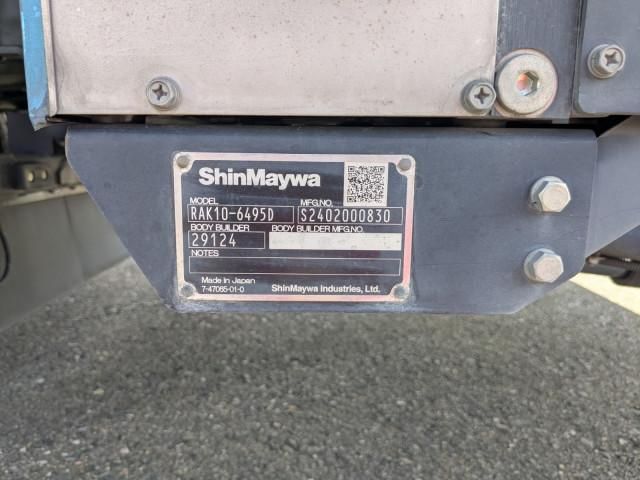 ShinMaywa
MODEL MFG.NO.
RAK10-6495D S2402000830
BODY BUILDER BODY BUILDER MFG.NO.
29124
NOTES
Made in Japan
7-47065-01-0 ShinMaywa Industries, Ltd.